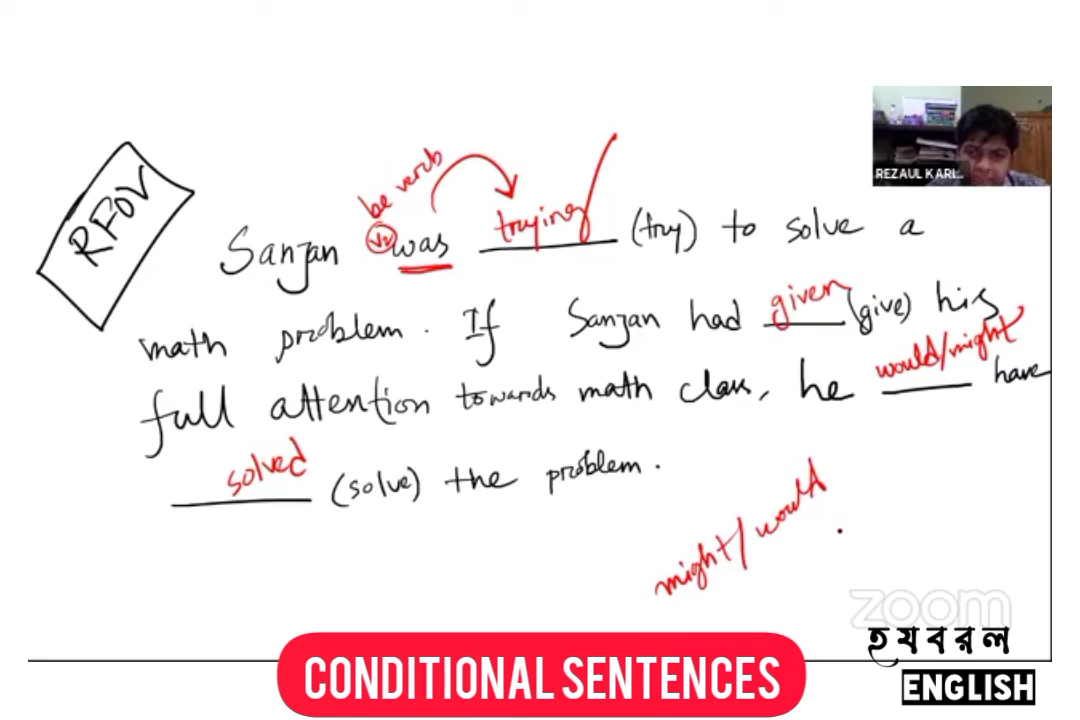 REZAUL KARI...
be verb
RFOV
Sanjan V2 was trying (try) to solve a
math problem. If Sanjan had given (give) his
full attention towards math class, he would/might have
solved (solve) the problem.
might/would
zoom
হযবরল
ENGLISH
CONDITIONAL SENTENCES